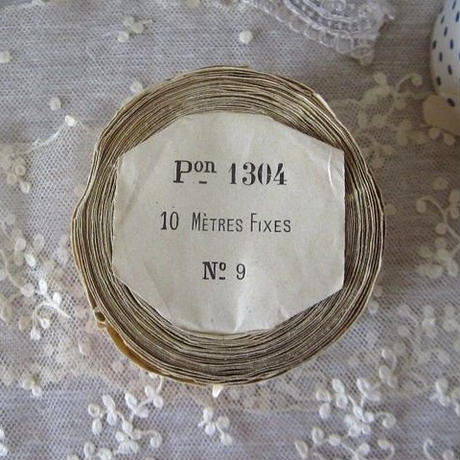 Pon 1304
10 MÈTRES FIXES
No 9